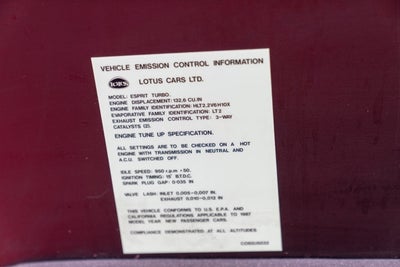 VEHICLE EMISSION CONTROL INFORMATION
LOTUS
LOTUS CARS LTD.
MODEL: ESPRIT TURBO.
ENGINE DISPLACEMENT: 132,6 CU.IN
ENGINE FAMILY IDENTIFICATION: HLT2,2V6H10X
EVAPORATIVE FAMILY IDENTIFICATION: LT2
EXHAUST EMISSION CONTROL TYPE: 3-WAY
CATALYSTS (2).
ENGINE TUNE UP SPECIFICATION.
ALL SETTINGS ARE TO BE CHECKED ON A HOT
ENGINE WITH TRANSMISSION IN NEUTRAL AND
A.C.U. SWITCHED OFF.
IDLE SPEED: 950 r.p.m -50.
IGNITION TIMING: 15° B.T.D.C.
SPARK PLUG GAP: 0·035 IN
VALVE LASH: INLET 0,005-0,007 IN.
EXHAUST 0,010-0,012 IN
THIS VEHICLE CONFORMS TO U.S. E.P.A. AND
CALIFORNIA REGULATIONS APPLICABLE TO 1987
MODEL YEAR NEW PASSENGER CARS.
COMPLIANCE DEMONSTRATED AT ALL ALTITUDES